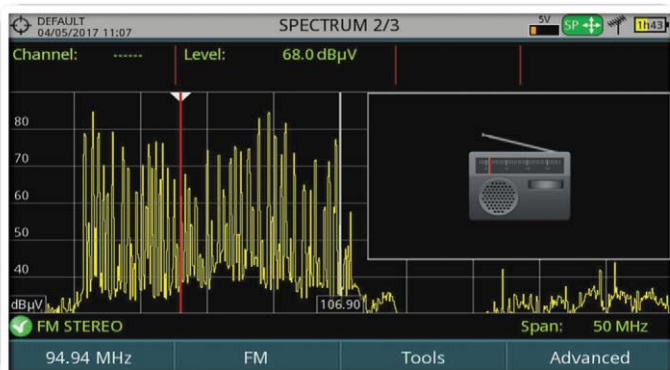 DEFAULT
04/05/2017 11:07
SPECTRUM 2/3
5V
SP
1h43
Channel: ------ Level: 68.0 dBµV
80
70
60
50
40
dBµV
106.90
FM STEREO
Span: 50 MHz
94.94 MHz FM Tools Advanced